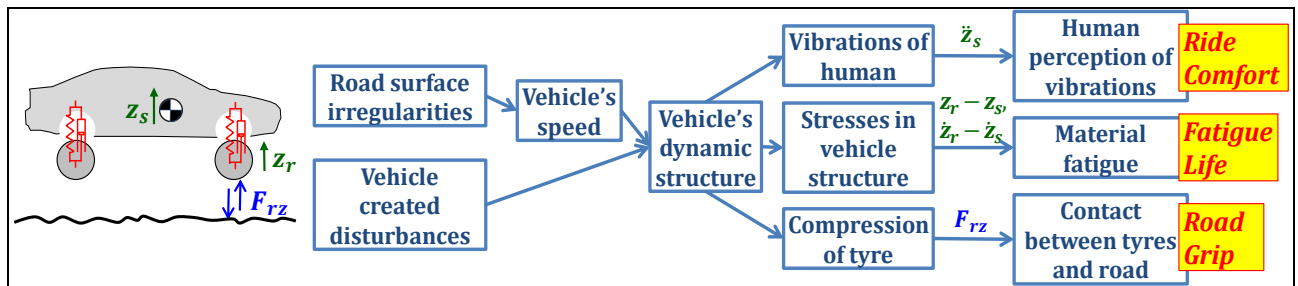 z_s
z_r
F_rz
Road surface
irregularities
Vehicle's
speed
Vehicle
created
disturbances
Vehicle's
dynamic
structure
Vibrations of
human
z̈_s
Human
perception of
vibrations
Ride
Comfort
Stresses in
vehicle
structure
z_r − z_s,
ż_r − ż_s
Material
fatigue
Fatigue
Life
Compression
of tyre
F_rz
Contact
between tyres
and road
Road
Grip